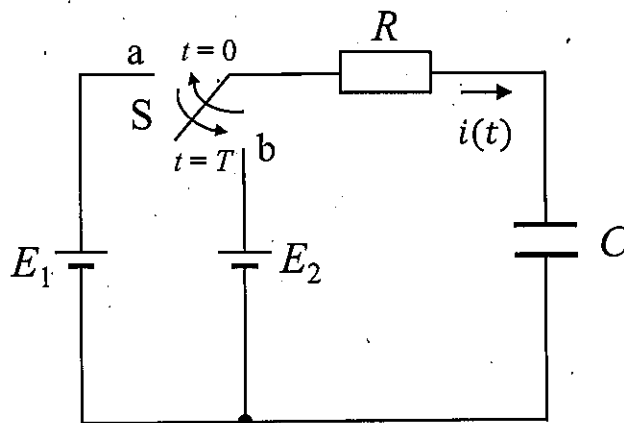 a t = 0 R
S
t = T b i(t)
E₁ E₂ C